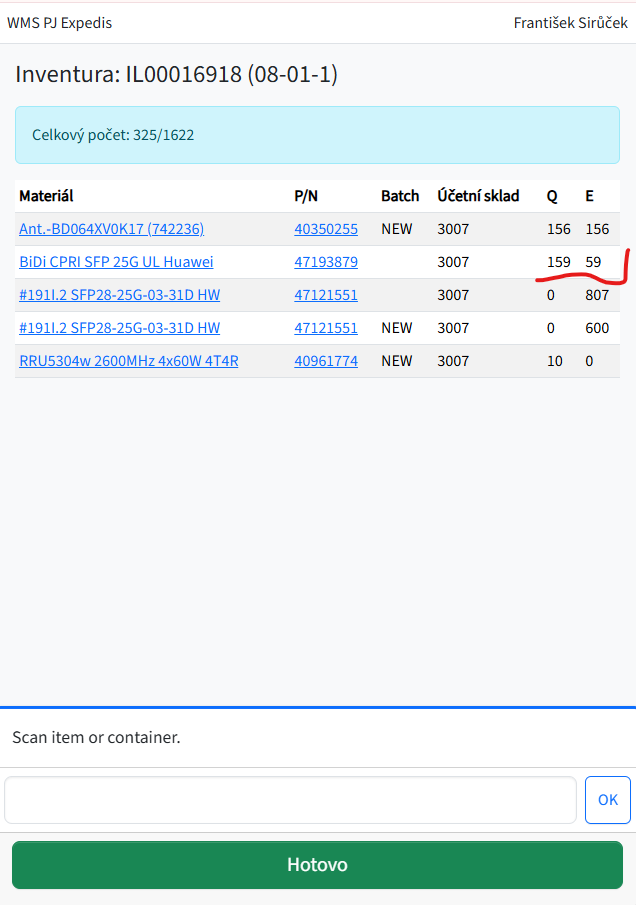 WMS PJ Expedis František Sirůček
Inventura: IL00016918 (08-01-1)
Celkový počet: 325/1622
Materiál P/N Batch Účetní sklad Q E
Ant.-BD064XV0K17 (742236) 40350255 NEW 3007 156 156
BiDi CPRI SFP 25G UL Huawei 47193879 3007 159 59
#191I.2 SFP28-25G-03-31D HW 47121551 3007 0 807
#191I.2 SFP28-25G-03-31D HW 47121551 NEW 3007 0 600
RRU5304w 2600MHz 4x60W 4T4R 40961774 NEW 3007 10 0
Scan item or container.
OK
Hotovo